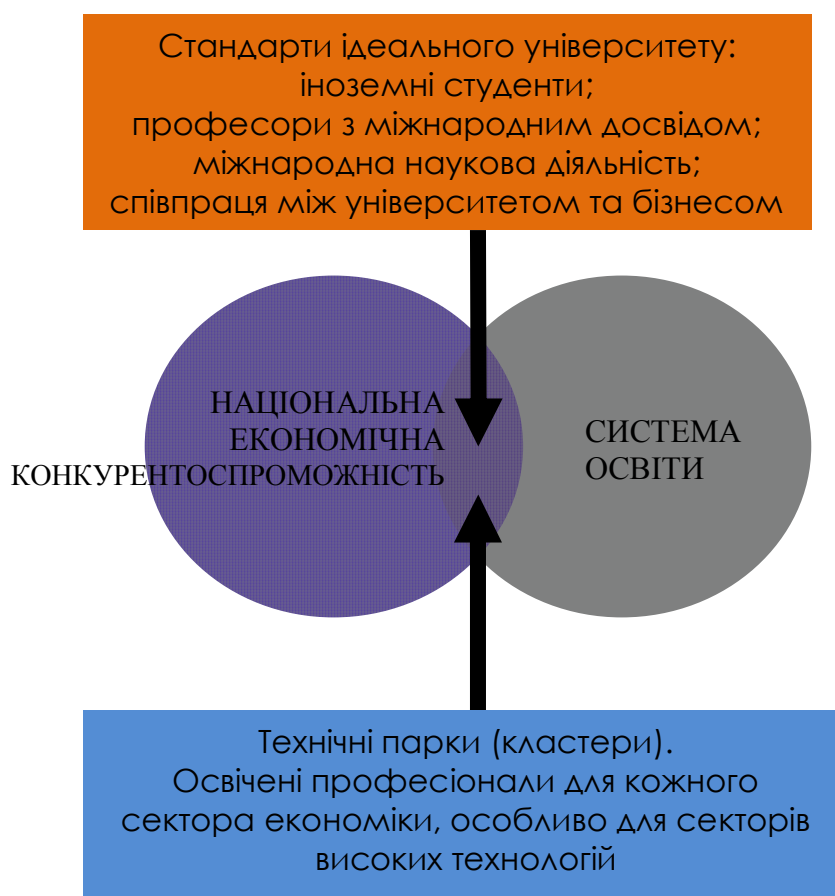 Стандарти ідеального університету:
іноземні студенти;
професори з міжнародним досвідом;
міжнародна наукова діяльність;
співпраця між університетом та бізнесом
НАЦІОНАЛЬНА
ЕКОНОМІЧНА
КОНКУРЕНТОСПРОМОЖНІСТЬ
СИСТЕМА
ОСВІТИ
Технічні парки (кластери).
Освічені професіонали для кожного
сектора економіки, особливо для секторів
високих технологій